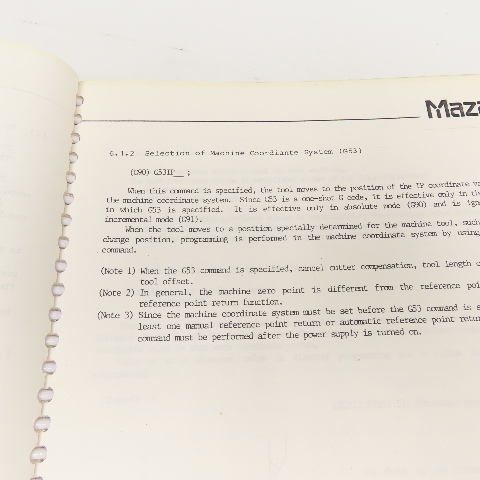 Maza
6.1.2 Selection of Machine Coordiante System (G53)
(G90) G53IP__ ;
When this command is specified, the tool moves to the position of the IP coordinate va
the machine coordinate system. Since G53 is a one-shot G code, it is effective only in th
in which G53 is specified. It is effective only in absolute mode (G90) and is ign
incremental mode (G91).
When the tool moves to a position specially determined for the machine tool, such
change position, programming is performed in the machine coordinate system by using
command.
(Note 1) When the G53 command is specified, cancel cutter compensation, tool length o
tool offset.
(Note 2) In general, the machine zero point is different from the reference poi
reference point return function.
(Note 3) Since the machine coordinate system must be set before the G53 command is s
least one manual reference point return or automatic reference point retur
command must be performed after the power supply is turned on.